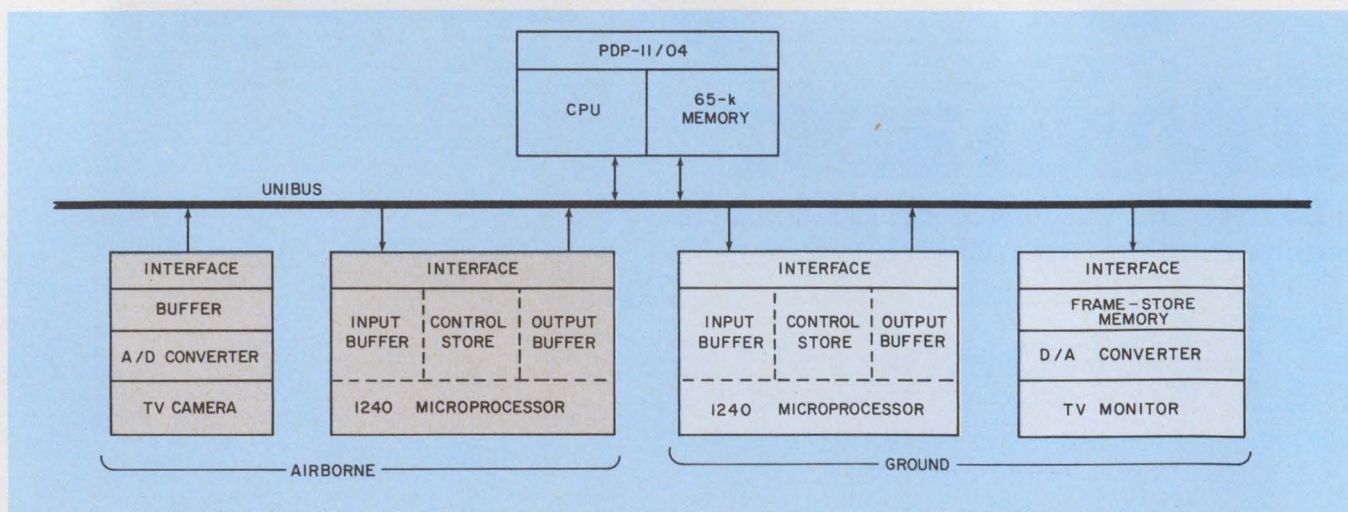 PDP-11/04
CPU
65-k
MEMORY
UNIBUS
INTERFACE
BUFFER
A/D CONVERTER
TV CAMERA
INTERFACE
INPUT
BUFFER
CONTROL
STORE
OUTPUT
BUFFER
1240 MICROPROCESSOR
INTERFACE
INPUT
BUFFER
CONTROL
STORE
OUTPUT
BUFFER
1240 MICROPROCESSOR
INTERFACE
FRAME-STORE
MEMORY
D/A CONVERTER
TV MONITOR
AIRBORNE
GROUND